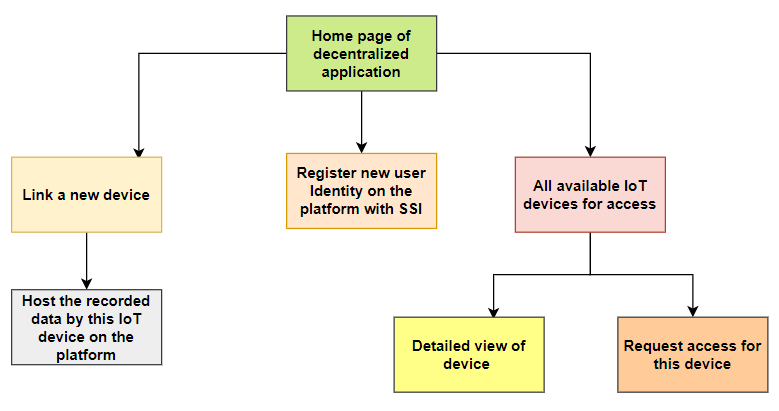 Home page of
decentralized
application
Link a new device
Register new user
Identity on the
platform with SSI
All available IoT
devices for access
Host the recorded
data by this IoT
device on the
platform
Detailed view of
device
Request access for
this device